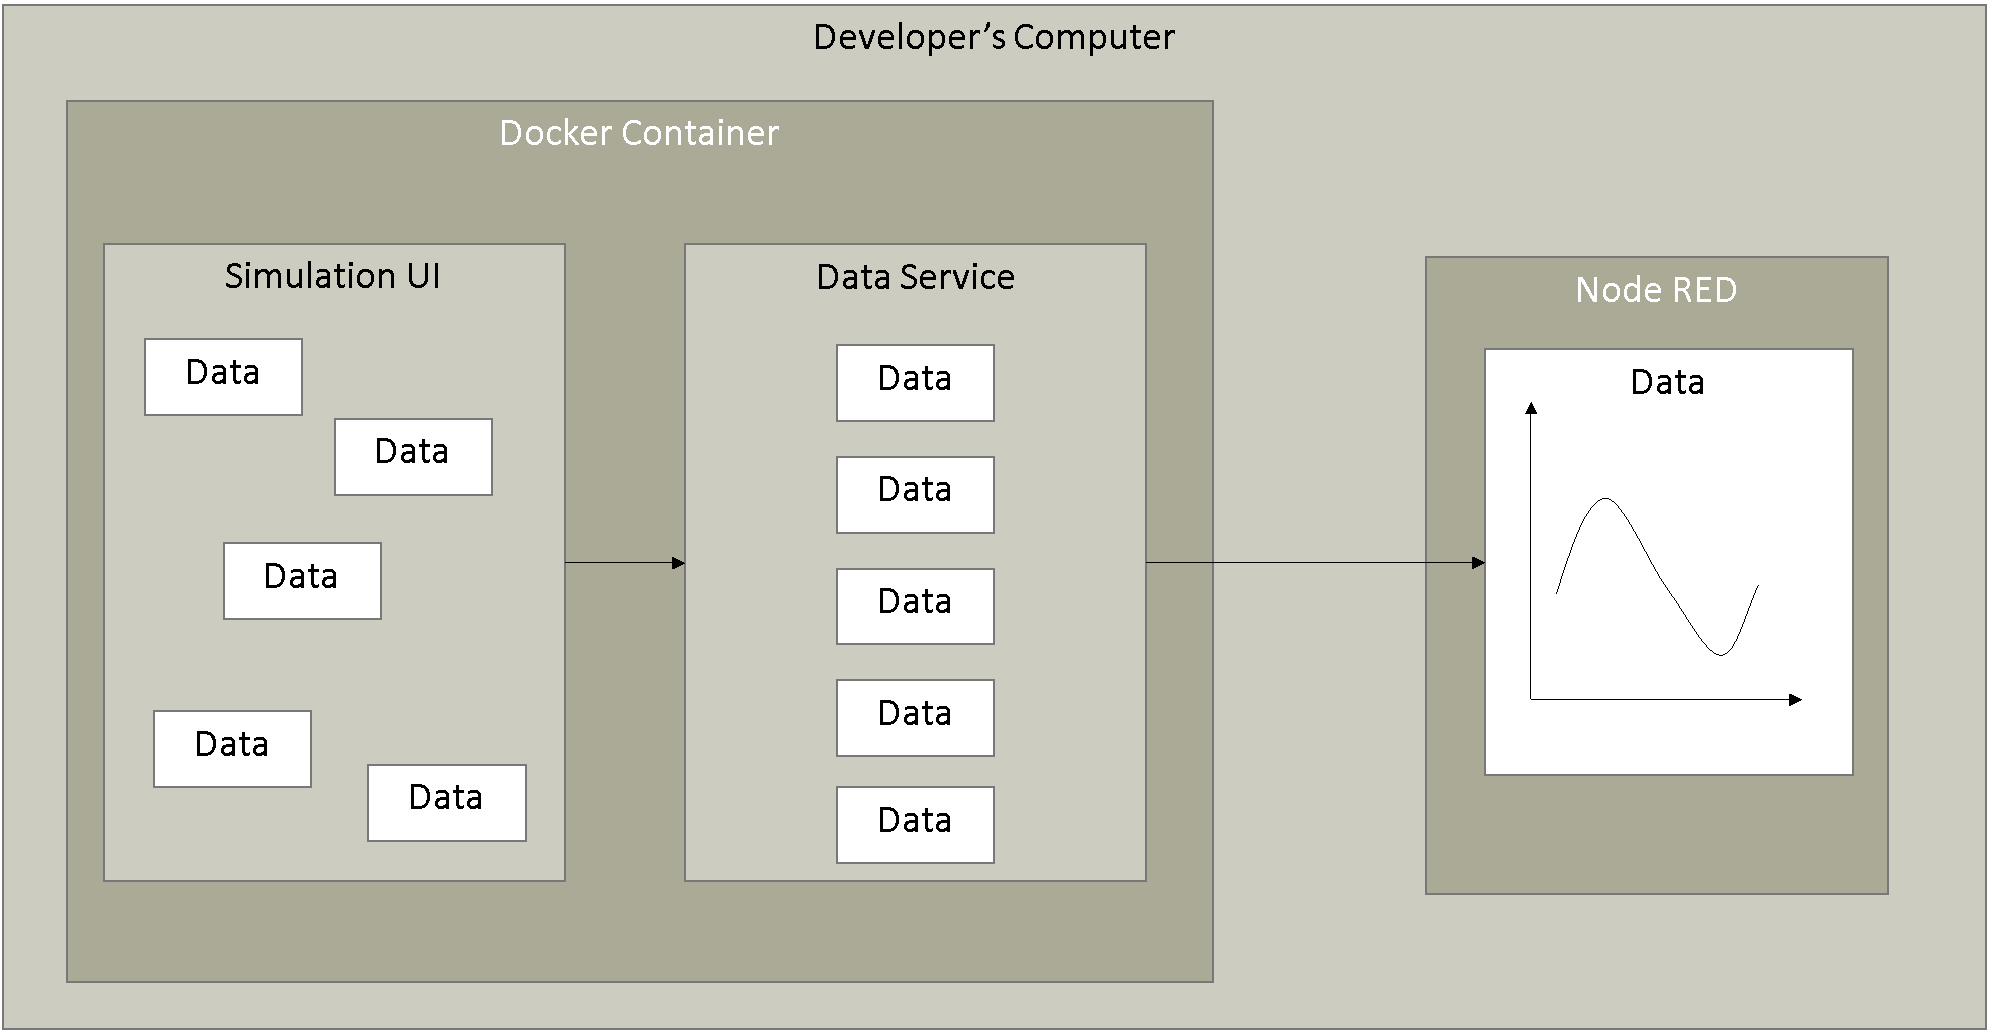 Developer’s Computer
Docker Container
Simulation UI
Data
Data
Data
Data
Data
Data Service
Data
Data
Data
Data
Data
Node RED
Data